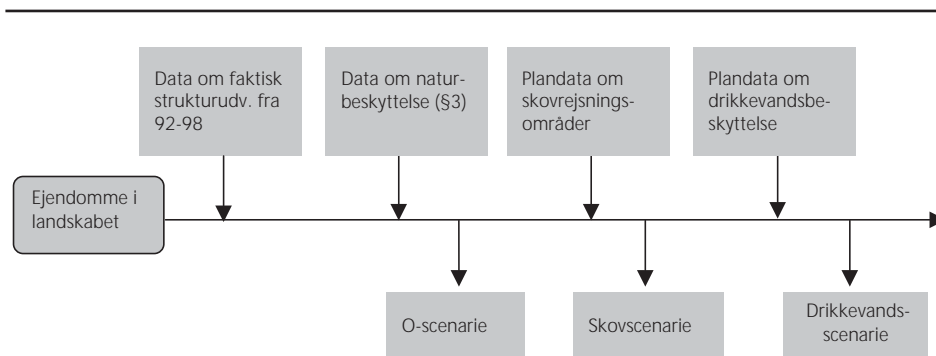 Data om faktisk
strukturudv. fra
92-98
Data om natur-
beskyttelse (§3)
Plandata om
skovrejsnings-
områder
Plandata om
drikkevandsbe-
skyttelse
Ejendomme i
landskabet
O-scenarie
Skovscenarie
Drikkevands-
scenarie